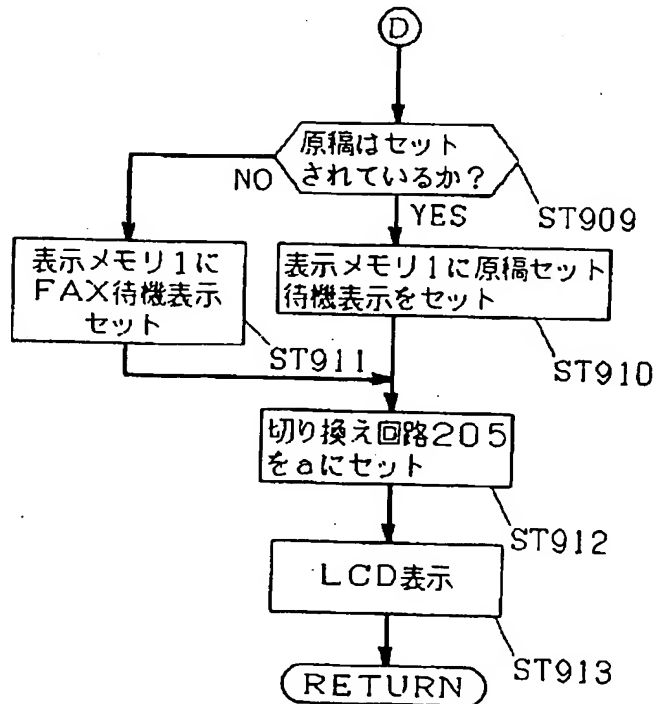 D
原稿はセット
されているか？
ST909
NO
YES
表示メモリ1に
FAX待機表示
セット
ST911
表示メモリ1に原稿セット
待機表示をセット
ST910
切り換え回路205
をaにセット
ST912
LCD表示
ST913
RETURN